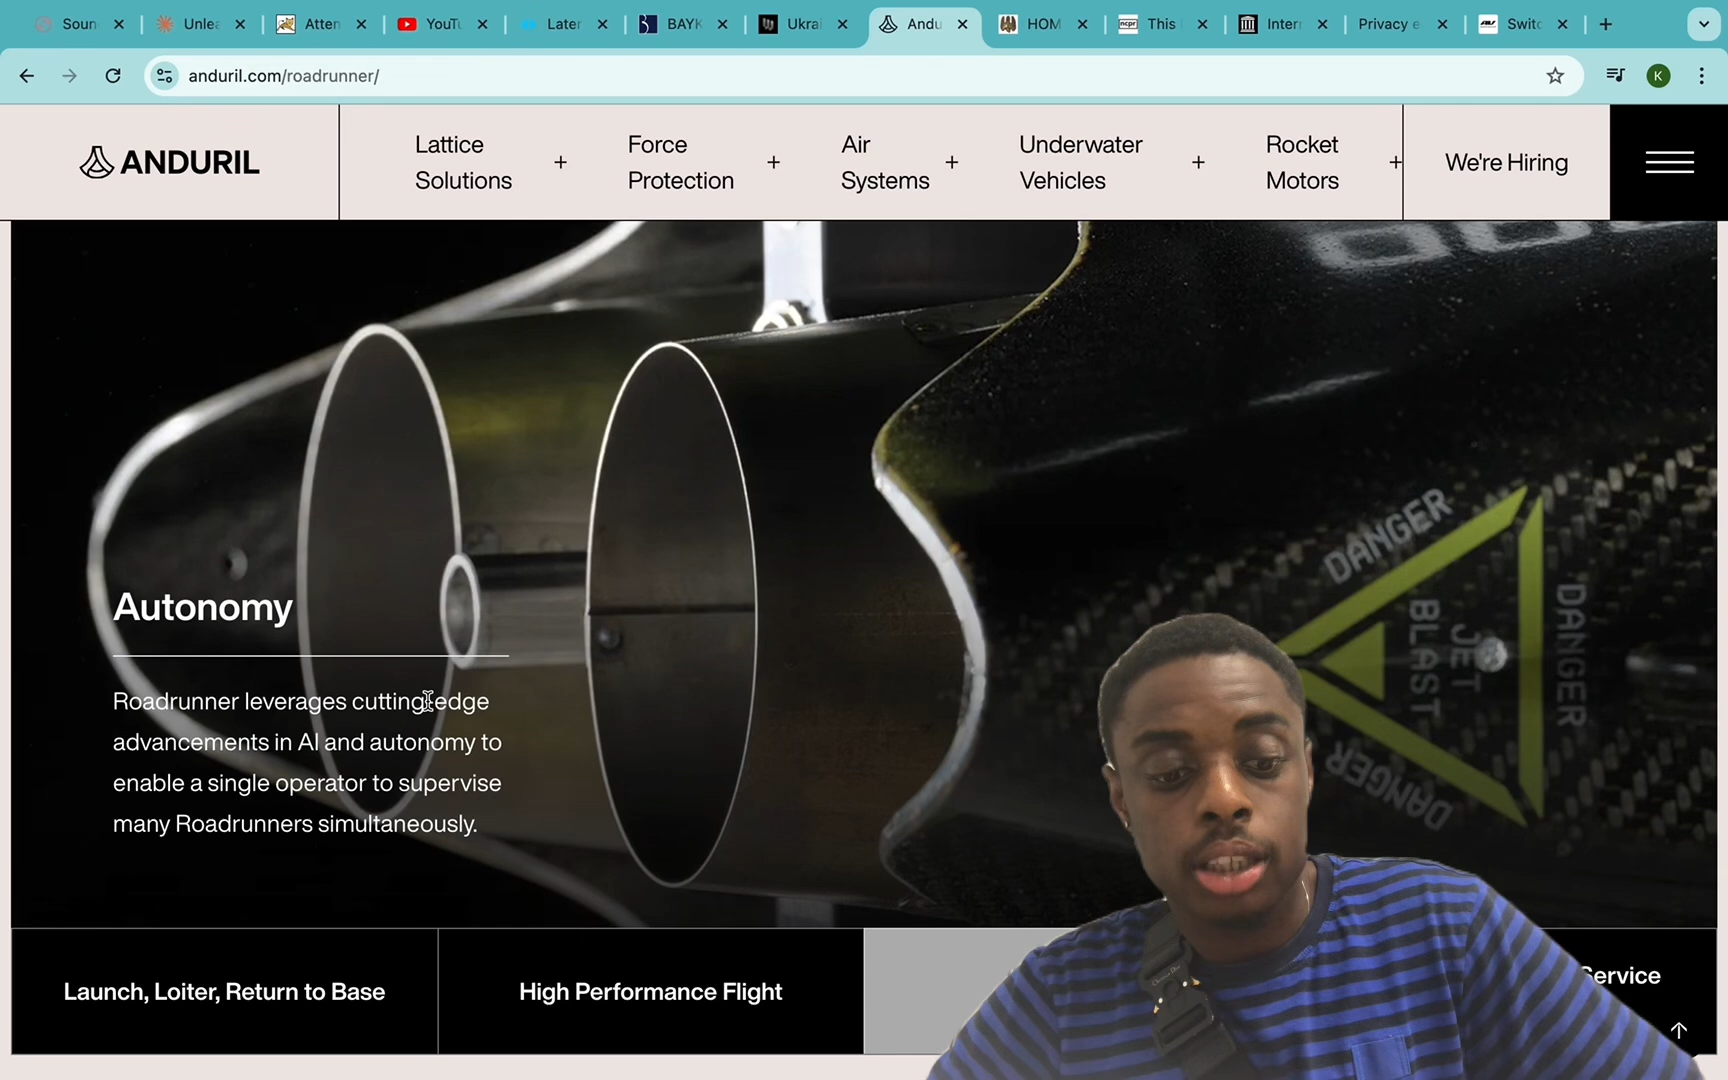 Soun
Unlea
Atten
YouTu
Later
BAYK
Ukrai
Andu
HOM
ncpr
This
Inter
Privacy e
Switc
anduril.com/roadrunner/
K
ANDURIL
Lattice
Solutions
Force
Protection
Air
Systems
Underwater
Vehicles
Rocket
Motors
We're Hiring
DANGER
DANGER
DANGER
JET
BLAST
Autonomy
Roadrunner leverages cutting-edge
advancements in AI and autonomy to
enable a single operator to supervise
many Roadrunners simultaneously.
Launch, Loiter, Return to Base
High Performance Flight
Service